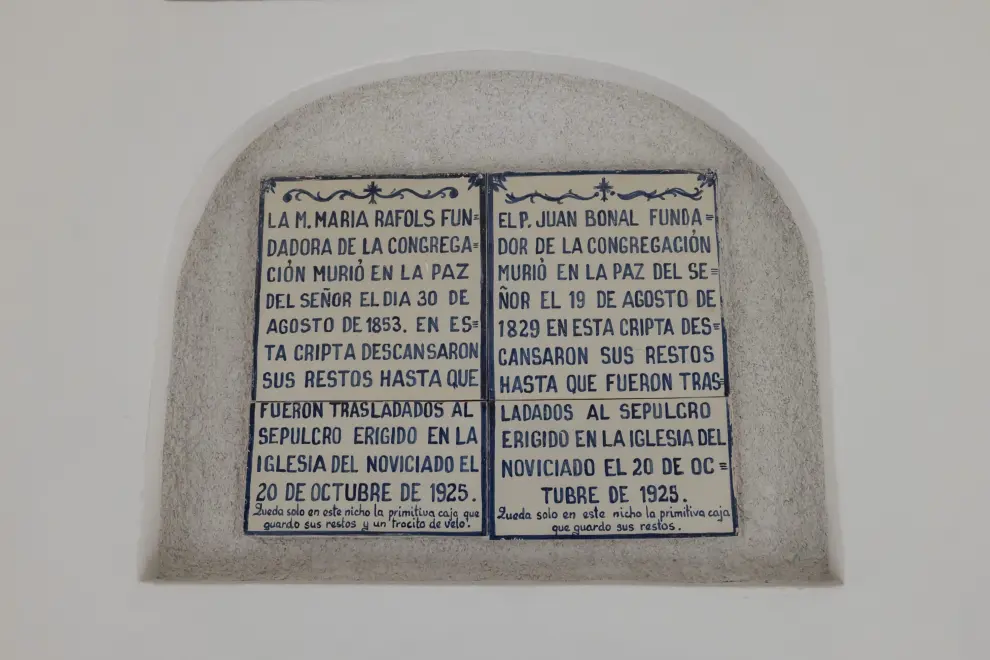 LA M. MARIA RAFOLS FUN=
DADORA DE LA CONGREGA=
CIÓN MURIÓ EN LA PAZ
DEL SEÑOR EL DIA 30 DE
AGOSTO DE 1853. EN ES=
TA CRIPTA DESCANSARON
SUS RESTOS HASTA QUE
FUERON TRASLADADOS AL
SEPULCRO ERIGIDO EN LA
IGLESIA DEL NOVICIADO EL
20 DE OCTUBRE DE 1925.
Queda solo en este nicho la primitiva caja que
guardo sus restos y un trocito de velo.
EL P. JUAN BONAL FUNDA=
DOR DE LA CONGREGACIÓN
MURIÓ EN LA PAZ DEL SE=
ÑOR EL 19 DE AGOSTO DE
1829 EN ESTA CRIPTA DES=
CANSARON SUS RESTOS
HASTA QUE FUERON TRAS=
LADADOS AL SEPULCRO
ERIGIDO EN LA IGLESIA DEL
NOVICIADO EL 20 DE OC=
TUBRE DE 1925.
Queda solo en este nicho la primitiva caja
que guardo sus restos.